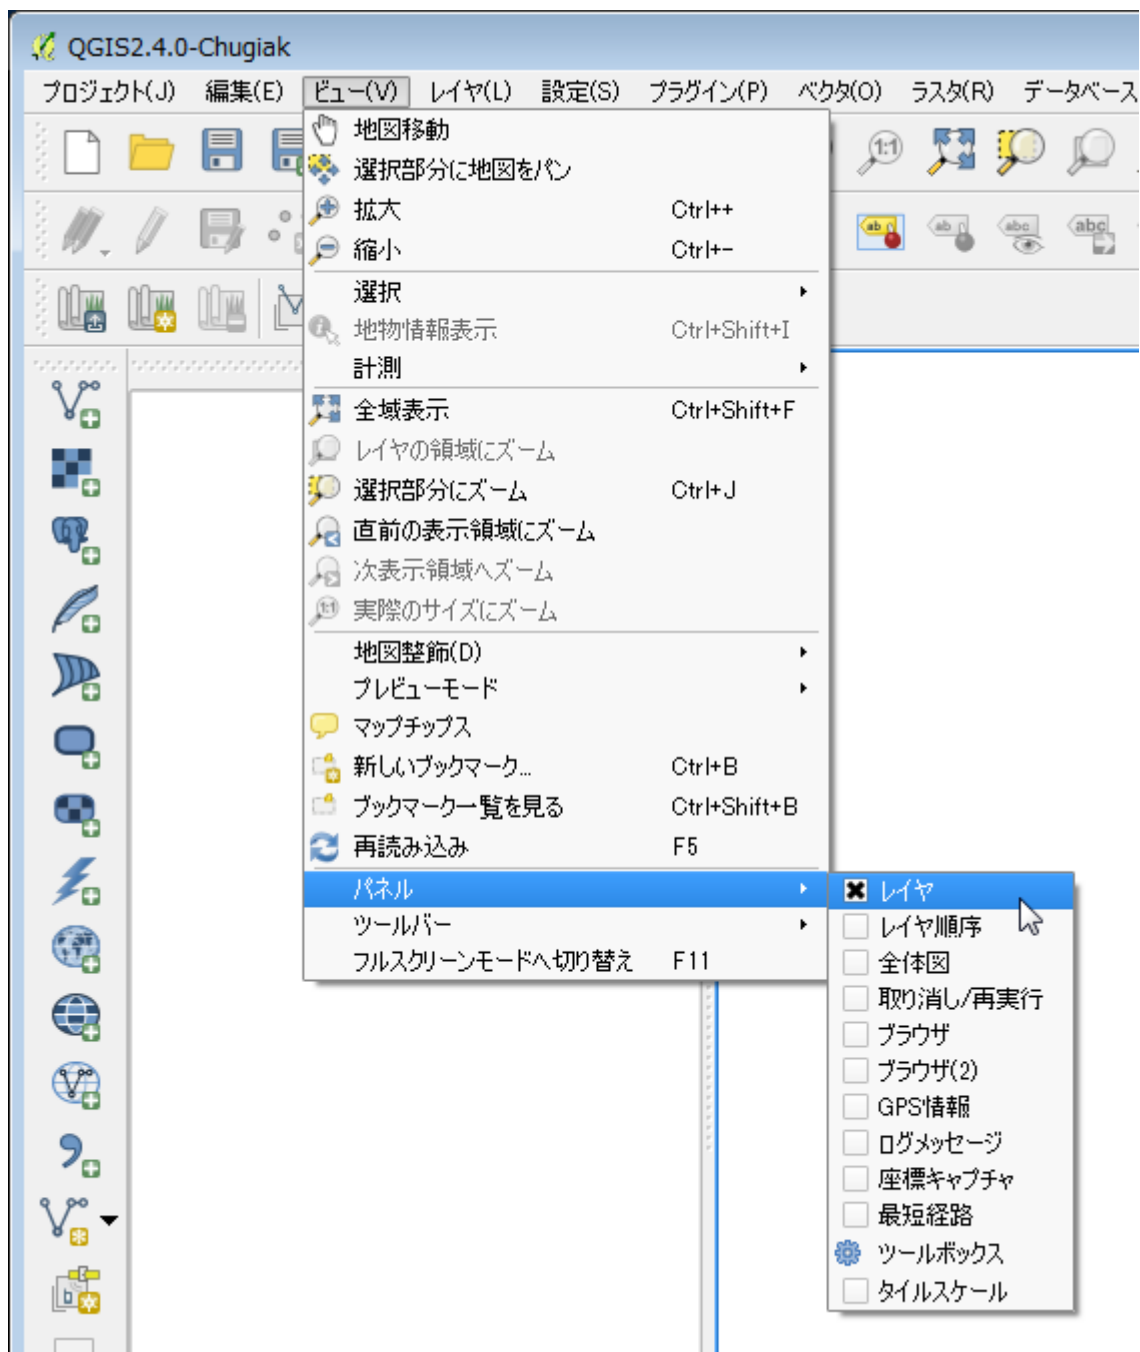 QGIS2.4.0-Chugiak
プロジェクト(J) 編集(E) ビュー(V) レイヤ(L) 設定(S) プラグイン(P) ベクタ(O) ラスタ(R) データベース
地図移動
選択部分に地図をパン
拡大 Ctrl++
縮小 Ctrl+-
選択
地物情報表示 Ctrl+Shift+I
計測
全域表示 Ctrl+Shift+F
レイヤの領域にズーム
選択部分にズーム Ctrl+J
直前の表示領域にズーム
次表示領域へズーム
実際のサイズにズーム
地図整飾(D)
プレビューモード
マップチップス
新しいブックマーク... Ctrl+B
ブックマーク一覧を見る Ctrl+Shift+B
再読み込み F5
パネル
ツールバー
フルスクリーンモードへ切り替え F11
レイヤ
レイヤ順序
全体図
取り消し/再実行
ブラウザ
ブラウザ(2)
GPS情報
ログメッセージ
座標キャプチャ
最短経路
ツールボックス
タイルスケール